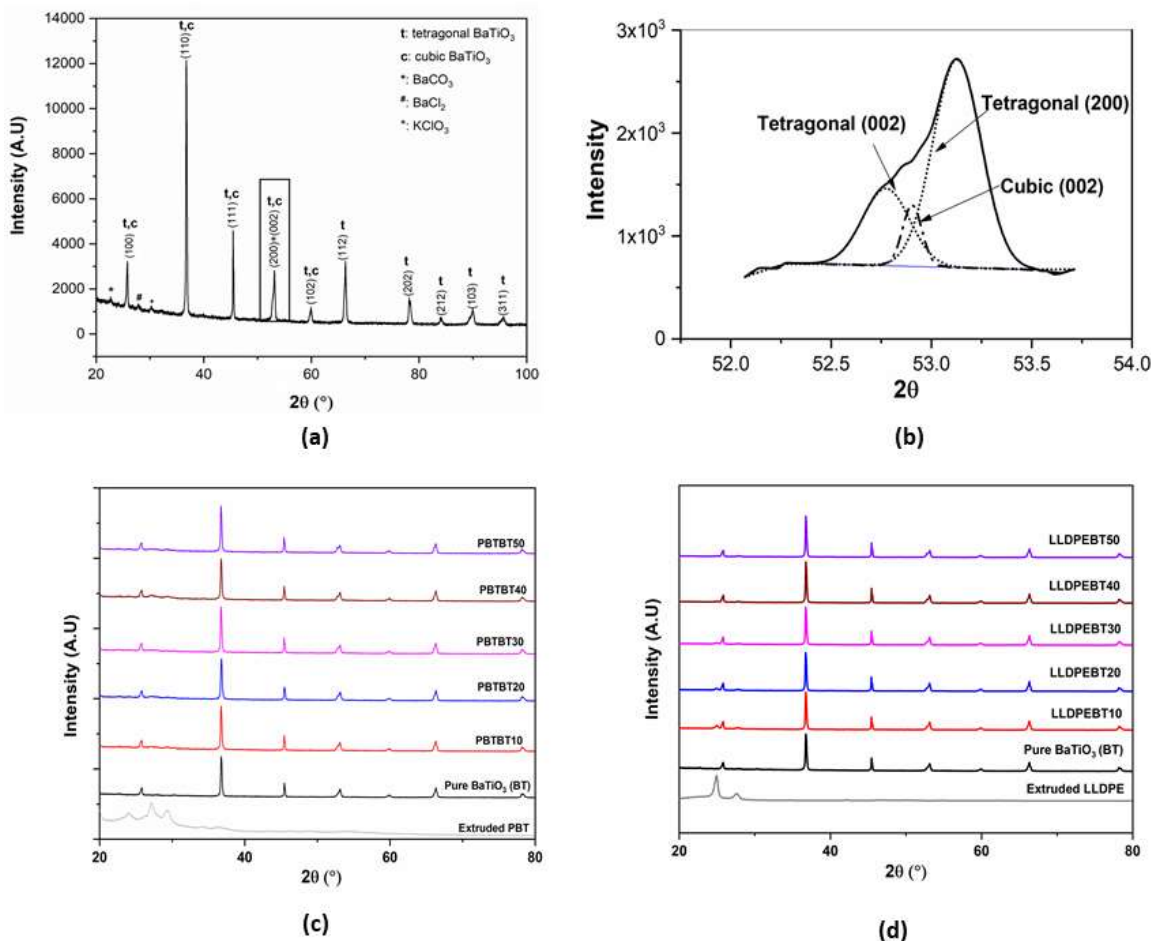 14000
12000
10000
8000
6000
4000
2000
0
Intensity (A.U)
20 40 60 80 100
2θ (°)
t,c
(100)
t,c
(110)
t,c
(111)
t,c
(200)+(002)
t,c
(102)
t
(112)
t
(202)
t
(212)
t
(103)
t
(311)
*
#
t: tetragonal BaTiO₃
c: cubic BaTiO₃
*: BaCO₃
#: BaCl₂
*: KClO₃
(a)
3x10³
2x10³
1x10³
0
Intensity
Tetragonal (002)
Tetragonal (200)
Cubic (002)
52.0 52.5 53.0 53.5 54.0
2θ
(b)
Intensity (A.U)
PBTBT50
PBTBT40
PBTBT30
PBTBT20
PBTBT10
Pure BaTiO₃ (BT)
Extruded PBT
20 40 60 80
2θ (°)
(c)
Intensity (A.U)
LLDPEBT50
LLDPEBT40
LLDPEBT30
LLDPEBT20
LLDPEBT10
Pure BaTiO₃ (BT)
Extruded LLDPE
20 40 60 80
2θ (°)
(d)